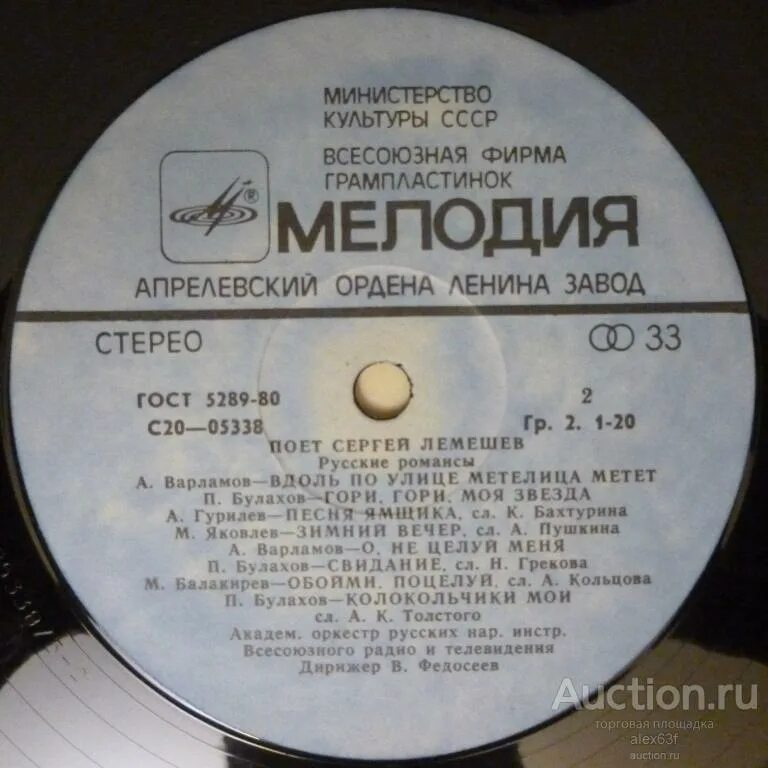 МИНИСТЕРСТВО
КУЛЬТУРЫ СССР
ВСЕСОЮЗНАЯ ФИРМА
ГРАМПЛАСТИНОК
®
МЕЛОДИЯ
АПРЕЛЕВСКИЙ ОРДЕНА ЛЕНИНА ЗАВОД
СТЕРЕО 33
ГОСТ 5289-80 2
С20—05338 Гр. 2. 1-20
ПОЕТ СЕРГЕЙ ЛЕМЕШЕВ
Русские романсы
А. Варламов—ВДОЛЬ ПО УЛИЦЕ МЕТЕЛИЦА МЕТЕТ
П. Булахов—ГОРИ, ГОРИ, МОЯ ЗВЕЗДА
А. Гурилев—ПЕСНЯ ЯМЩИКА, сл. К. Бахтурина
М. Яковлев—ЗИМНИЙ ВЕЧЕР, сл. А. Пушкина
А. Варламов—О, НЕ ЦЕЛУЙ МЕНЯ
П. Булахов—СВИДАНИЕ, сл. Н. Грекова
М. Балакирев—ОБОЙМИ, ПОЦЕЛУЙ, сл. А. Кольцова
П. Булахов—КОЛОКОЛЬЧИКИ МОИ
сл. А. К. Толстого
Академ. оркестр русских нар. инстр.
Всесоюзного радио и телевидения
Дирижер В. Федосеев
Auction.ru
торговая площадка
alex63f
auction.ru